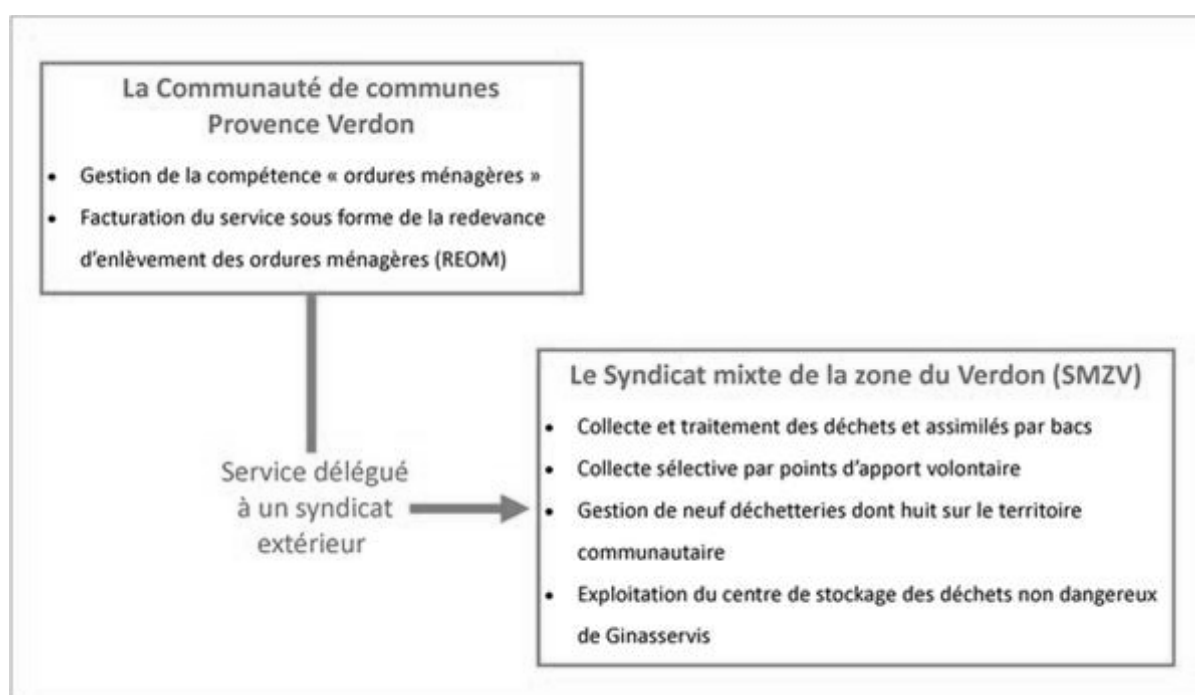 La Communauté de communes
Provence Verdon
• Gestion de la compétence « ordures ménagères »
• Facturation du service sous forme de la redevance
d’enlèvement des ordures ménagères (REOM)
Service délégué
à un syndicat
extérieur
Le Syndicat mixte de la zone du Verdon (SMZV)
• Collecte et traitement des déchets et assimilés par bacs
• Collecte sélective par points d’apport volontaire
• Gestion de neuf déchetteries dont huit sur le territoire
communautaire
• Exploitation du centre de stockage des déchets non dangereux
de Ginasservis